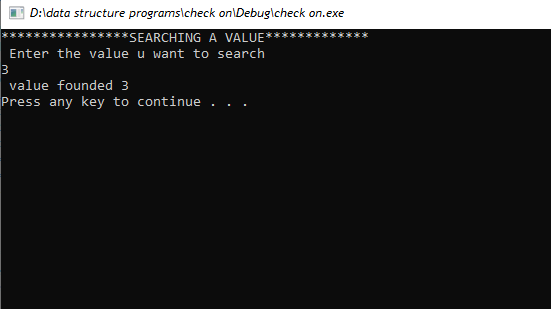 D:\data structure programs\check on\Debug\check on.exe
****************SEARCHING A VALUE*************
Enter the value u want to search
3
value founded 3
Press any key to continue . . .